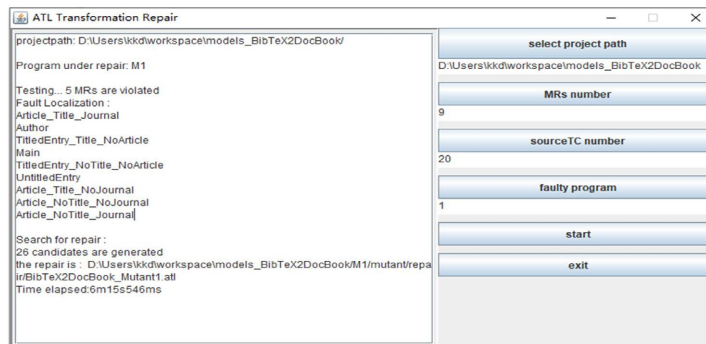 ATL Transformation Repair
projectpath: D:\Users\kkd\workspace\models_BibTeX2DocBook/
Program under repair: M1
Testing... 5 MRs are violated
Fault Localization :
Article_Title_Journal
Author
TitledEntry_Title_NoArticle
Main
TitledEntry_NoTitle_NoArticle
UntitledEntry
Article_Title_NoJournal
Article_NoTitle_NoJournal
Article_NoTitle_Journal
Search for repair :
26 candidates are generated
the repair is : D:\Users\kkd\workspace\models_BibTeX2DocBook/M1/mutant/repa
ir/BibTeX2DocBook_Mutant1.atl
Time elapsed:6m15s546ms
select project path
D:\Users\kkd\workspace\models_BibTeX2DocBook
MRs number
9
sourceTC number
20
faulty program
1
start
exit